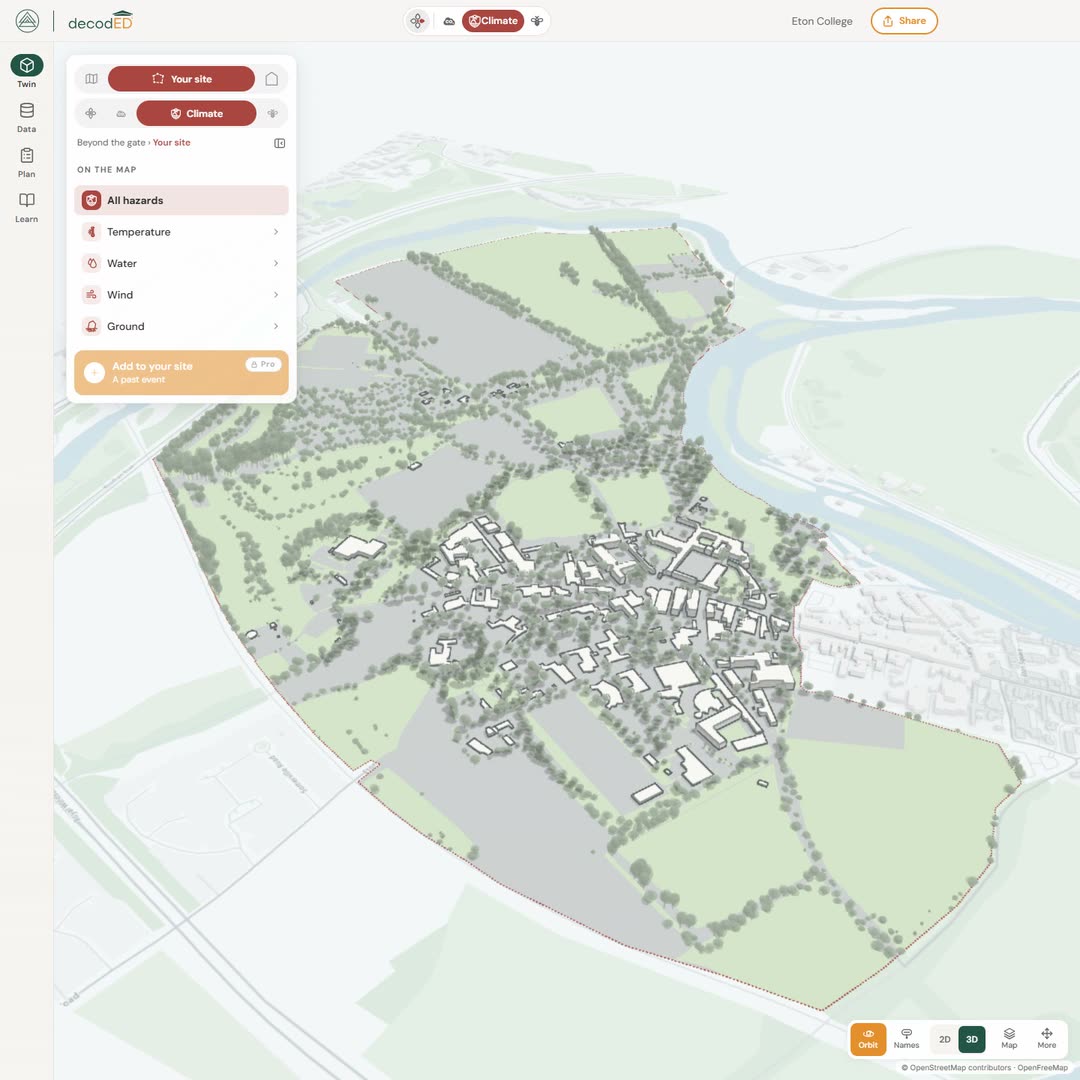 decodED
Climate
Eton College
Share
Twin
Data
Plan
Learn
Your site
Climate
Beyond the gate › Your site
ON THE MAP
All hazards
Temperature
Water
Wind
Ground
Add to your site
Pro
A past event
Orbit
Names
2D
3D
Map
More
© OpenStreetMap contributors · OpenFreeMap